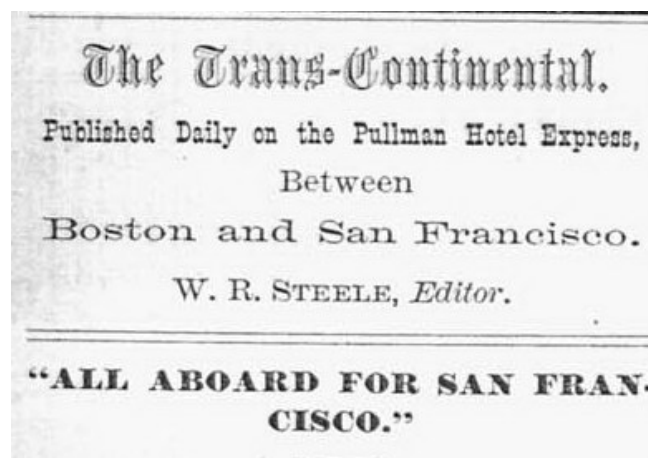 The Trans-Continental.
Published Daily on the Pullman Hotel Express,
Between
Boston and San Francisco.
W. R. STEELE, Editor.
“ALL ABOARD FOR SAN FRAN-
CISCO.”